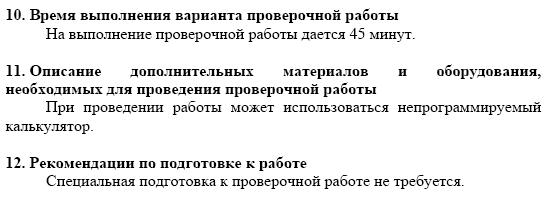 10. Время выполнения варианта проверочной работы
На выполнение проверочной работы дается 45 минут.
11. Описание дополнительных материалов и оборудования,
необходимых для проведения проверочной работы
При проведении работы может использоваться непрограммируемый
калькулятор.
12. Рекомендации по подготовке к работе
Специальная подготовка к проверочной работе не требуется.